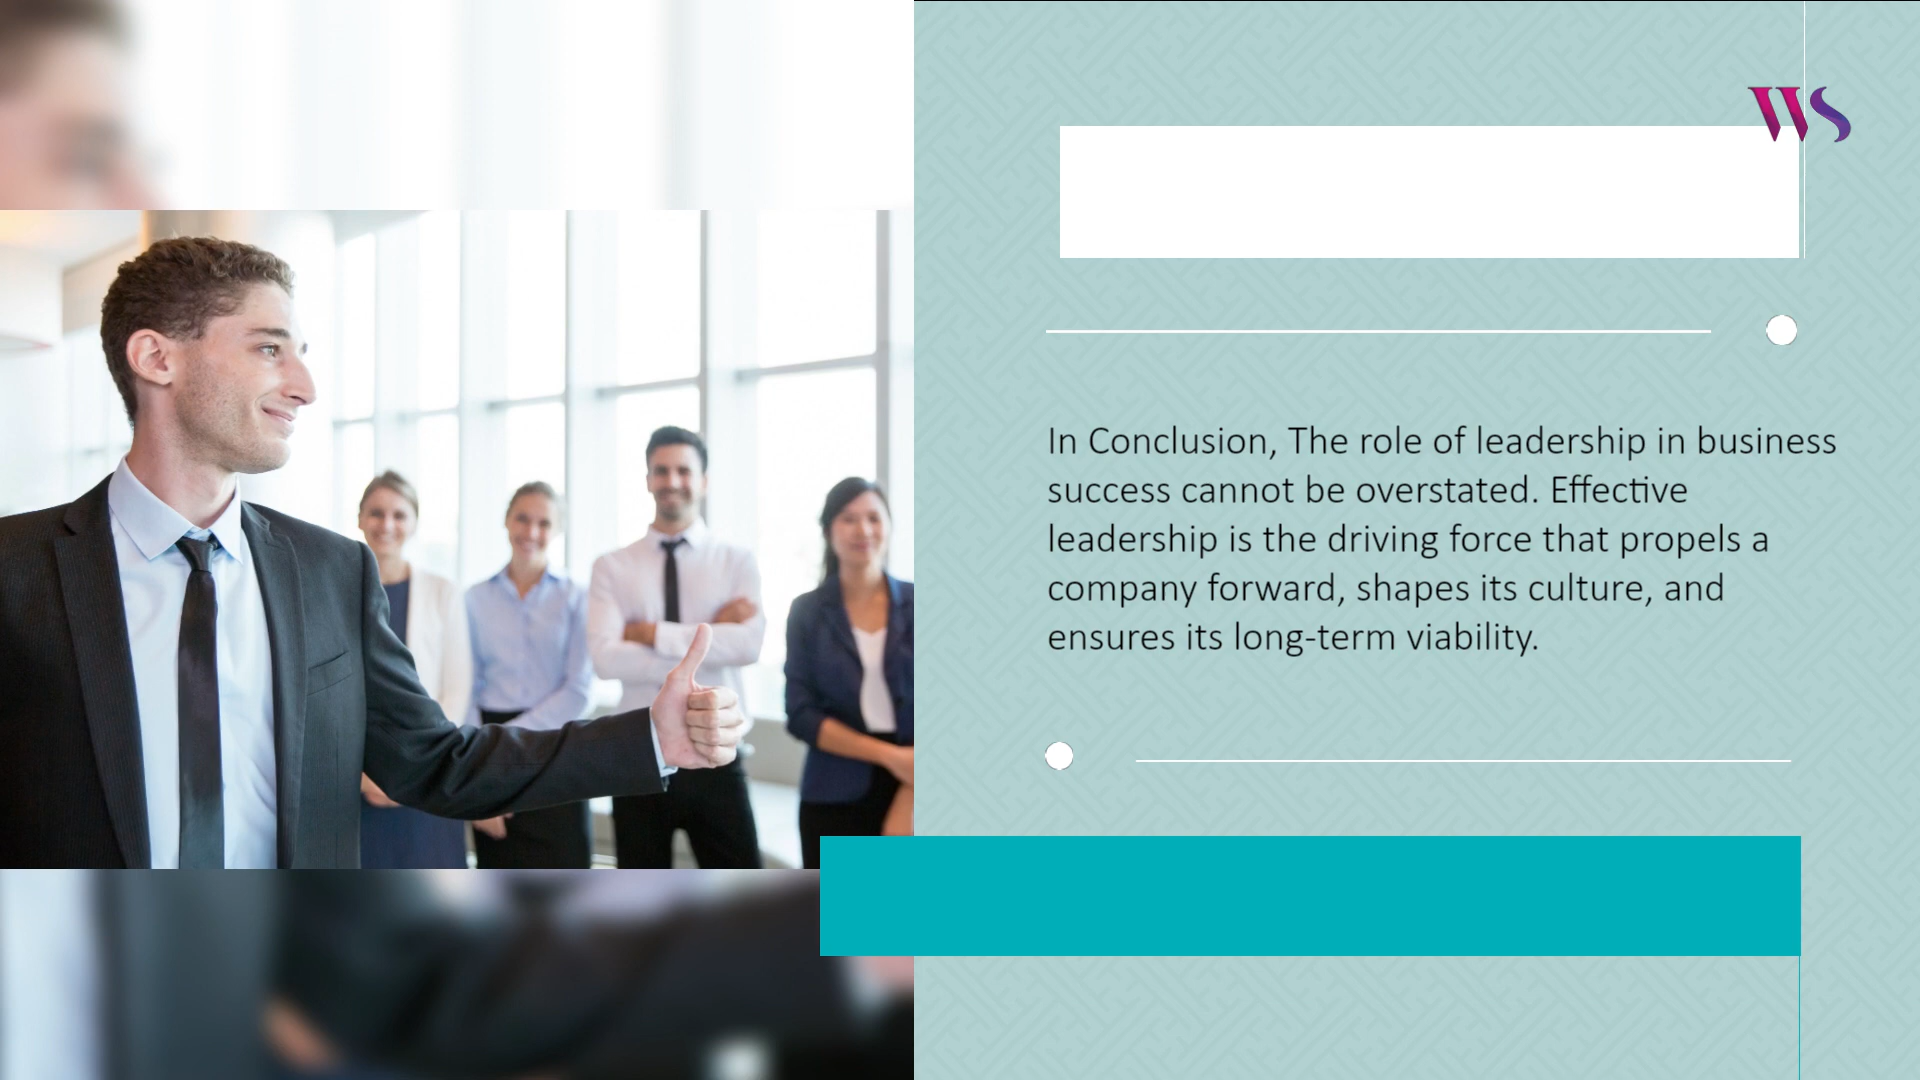 WS
In Conclusion, The role of leadership in business
success cannot be overstated. Effective
leadership is the driving force that propels a
company forward, shapes its culture, and
ensures its long-term viability.